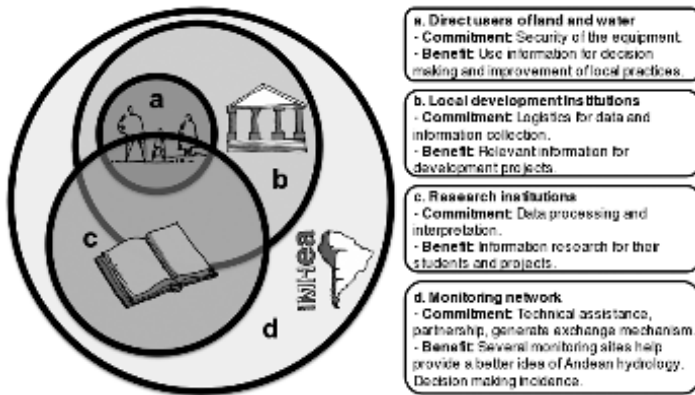 a
b
c
d
iMHea
a. Direct users of land and water
- Commitment: Security of the equipment.
- Benefit: Use information for decision
making and improvement of local practices.
b. Local development institutions
- Commitment: Logistics for data and
information collection.
- Benefit: Relevant information for
development projects.
c. Research institutions
- Commitment: Data processing and
interpretation.
- Benefit: Information research for their
students and projects.
d. Monitoring network
- Commitment: Technical assistance,
partnership, generate exchange mechanism.
- Benefit: Several monitoring sites help
provide a better idea of Andean hydrology.
Decision making incidence.